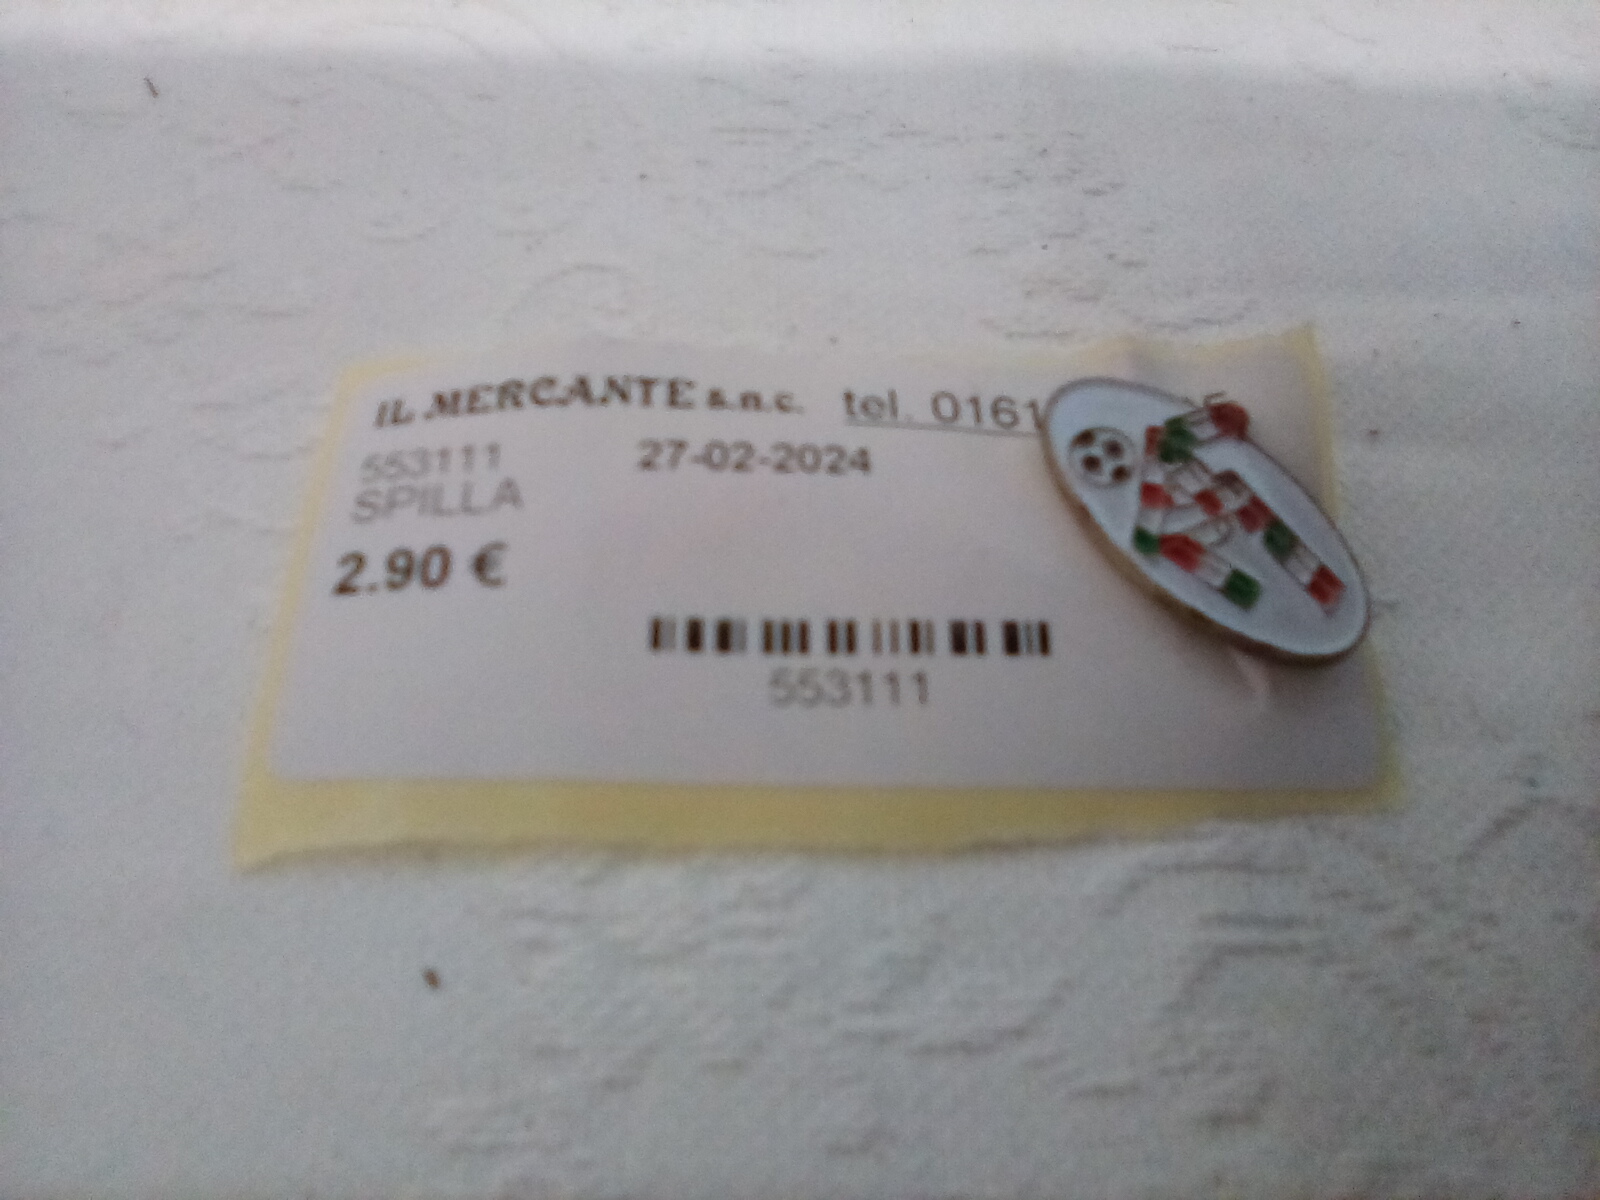 IL MERCANTE s.n.c. tel. 0161
553111 27-02-2024
SPILLA
2.90 €
553111